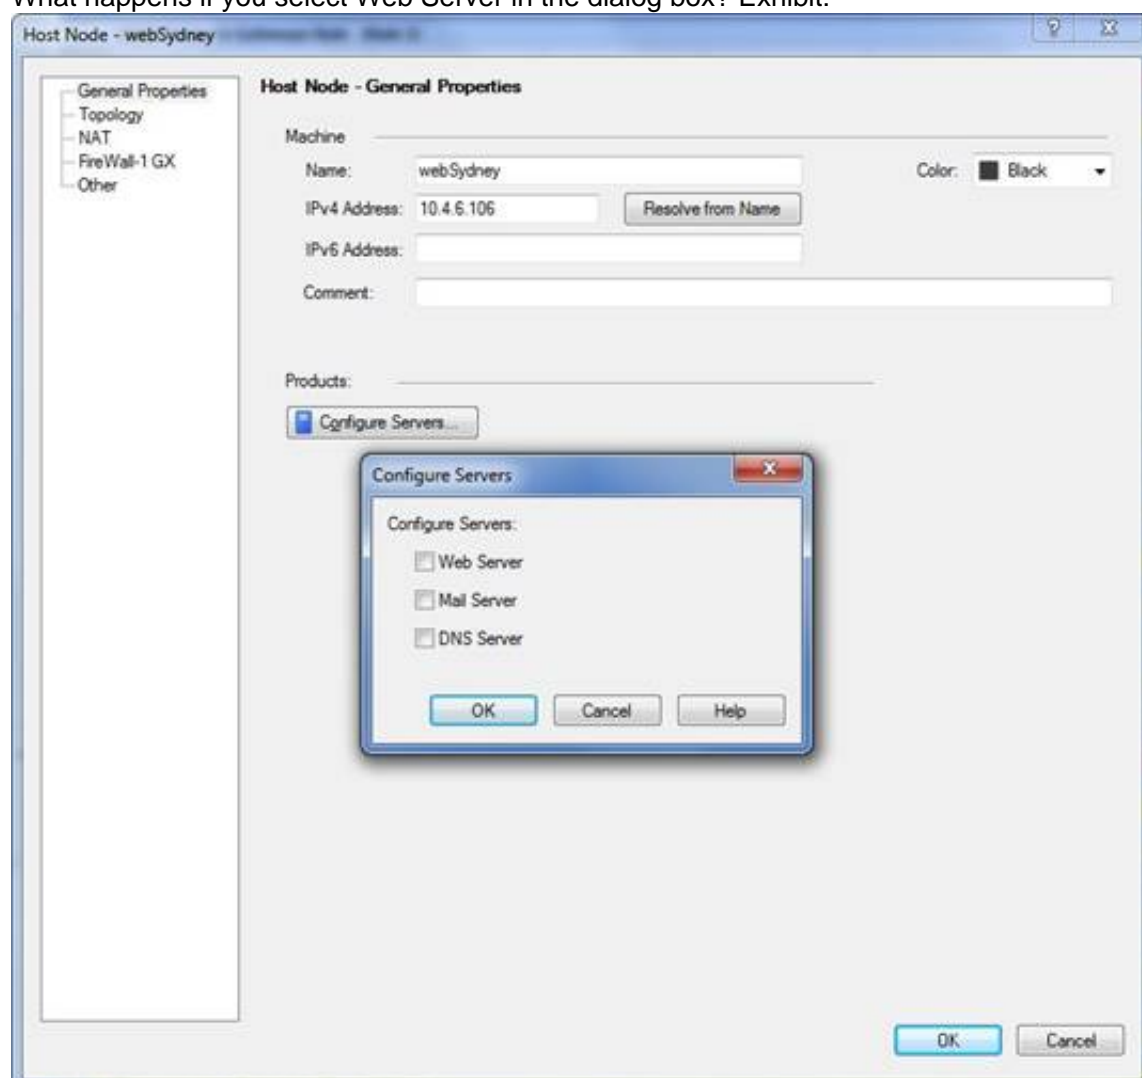 What happens if you select Web Server in the dialog box? Exhibit:
Host Node - webSydney
General Properties
Topology
NAT
FireWall-1 GX
Other
Host Node - General Properties
Machine
Name: webSydney Color: Black
IPv4 Address: 10.4.6.106 Resolve from Name
IPv6 Address:
Comment:
Products:
Configure Servers...
Configure Servers
Configure Servers:
Web Server
Mail Server
DNS Server
OK Cancel Help
OK Cancel